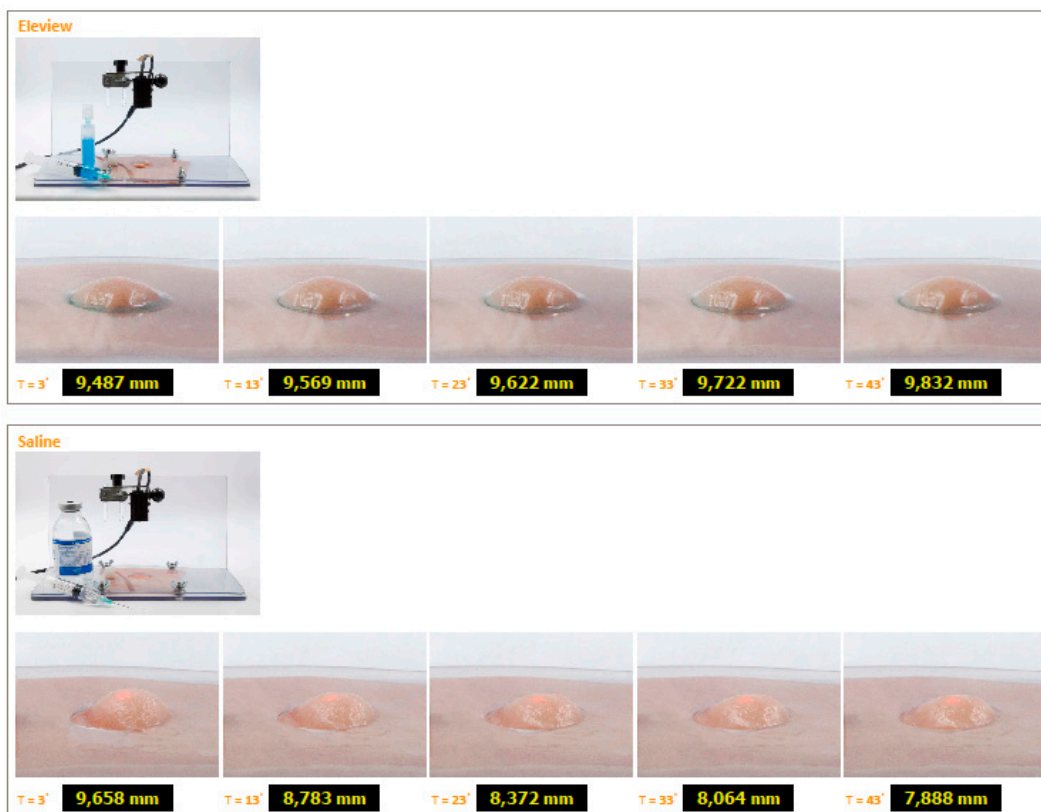 Eleview
T = 3' 9,487 mm T = 13' 9,569 mm T = 23' 9,622 mm T = 33' 9,722 mm T = 43' 9,832 mm
Saline
T = 3' 9,658 mm T = 13' 8,783 mm T = 23' 8,372 mm T = 33' 8,064 mm T = 43' 7,888 mm